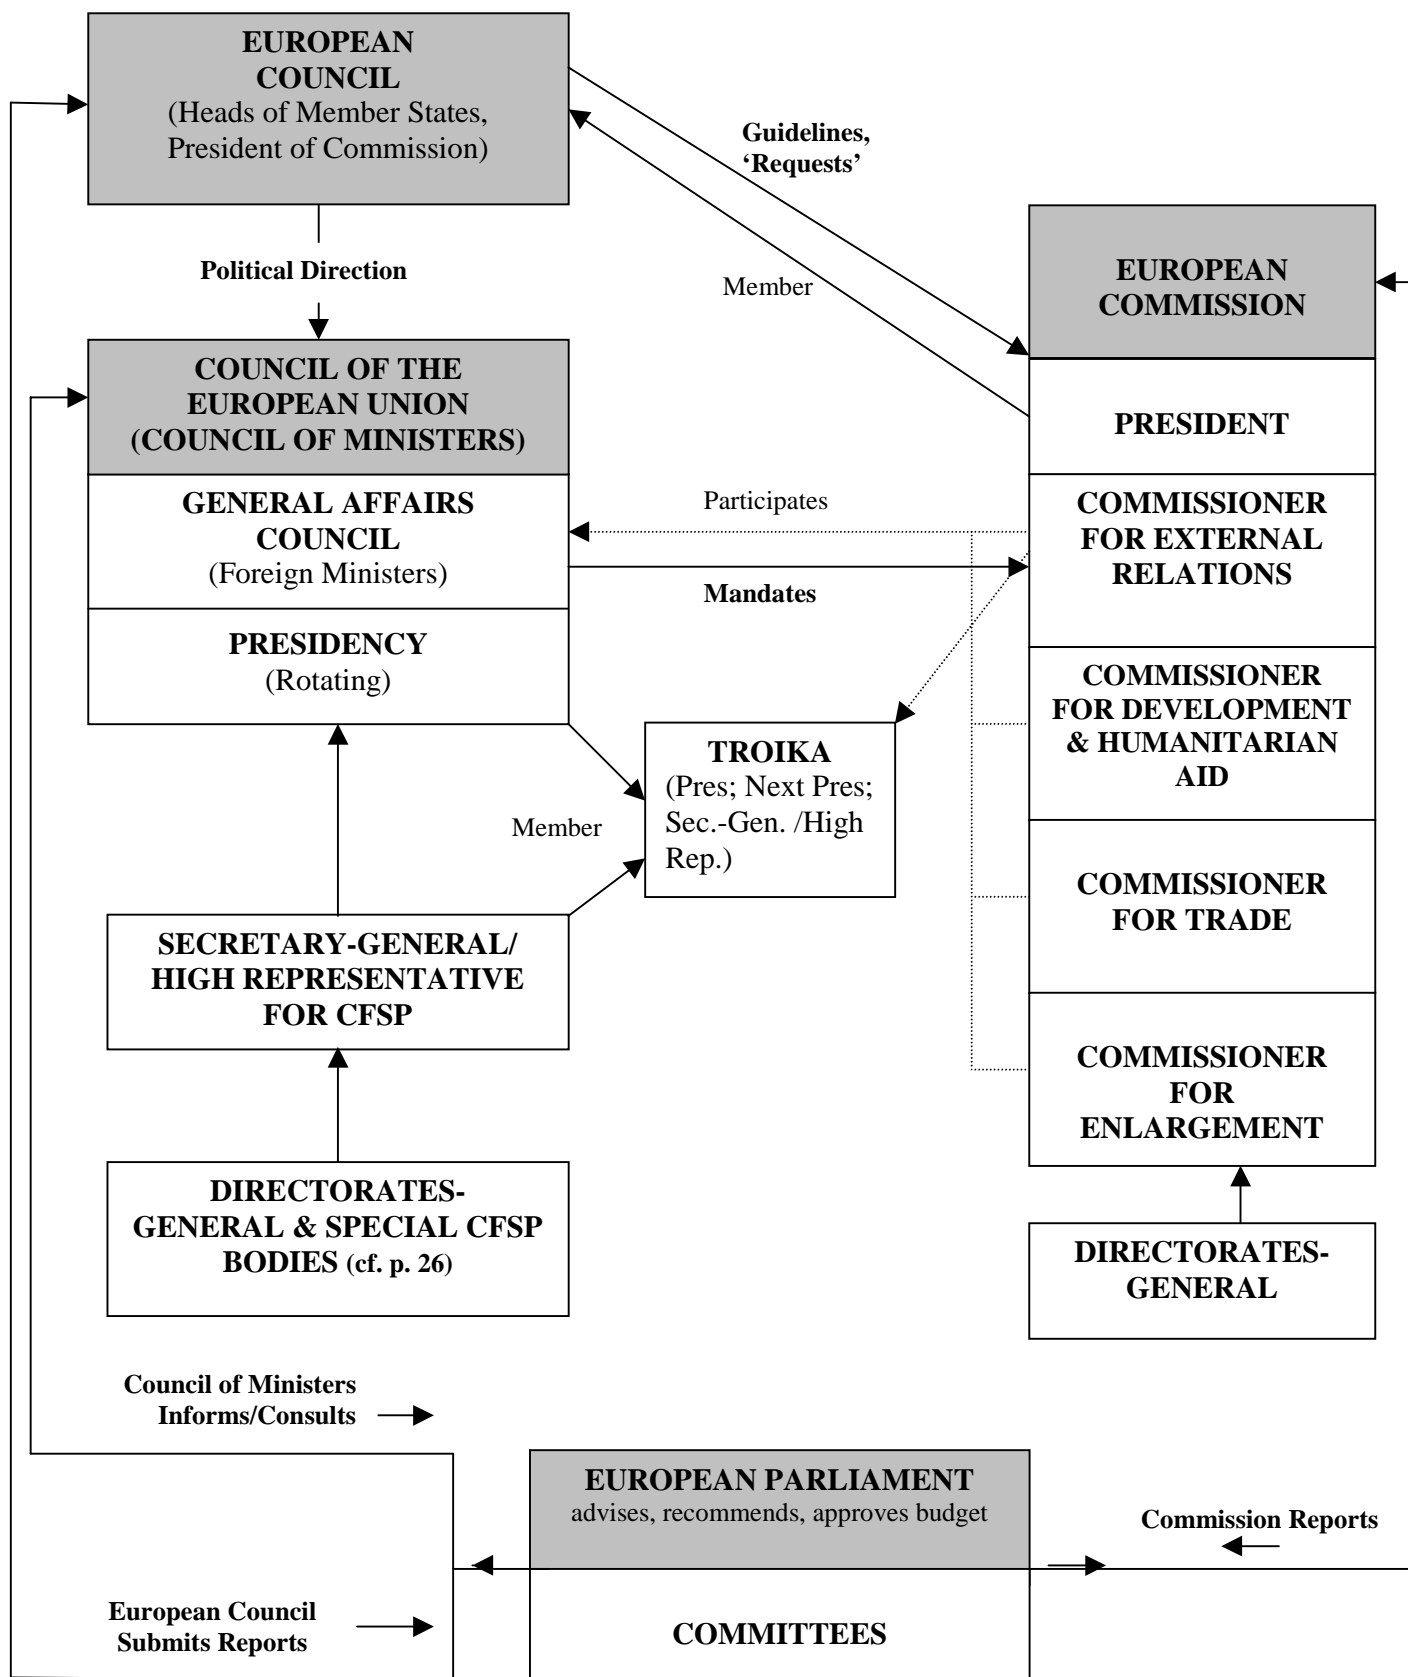 EUROPEAN
COUNCIL
(Heads of Member States,
President of Commission)
Guidelines,
‘Requests’
Political Direction
Member
EUROPEAN
COMMISSION
COUNCIL OF THE
EUROPEAN UNION
(COUNCIL OF MINISTERS)
PRESIDENT
GENERAL AFFAIRS
COUNCIL
(Foreign Ministers)
Participates
Mandates
COMMISSIONER
FOR EXTERNAL
RELATIONS
PRESIDENCY
(Rotating)
COMMISSIONER
FOR DEVELOPMENT
& HUMANITARIAN
AID
TROIKA
(Pres; Next Pres;
Sec.-Gen. /High
Rep.)
Member
COMMISSIONER
FOR TRADE
SECRETARY-GENERAL/
HIGH REPRESENTATIVE
FOR CFSP
COMMISSIONER
FOR
ENLARGEMENT
DIRECTORATES-
GENERAL & SPECIAL CFSP
BODIES (cf. p. 26)
DIRECTORATES-
GENERAL
Council of Ministers
Informs/Consults
EUROPEAN PARLIAMENT
advises, recommends, approves budget
Commission Reports
European Council
Submits Reports
COMMITTEES